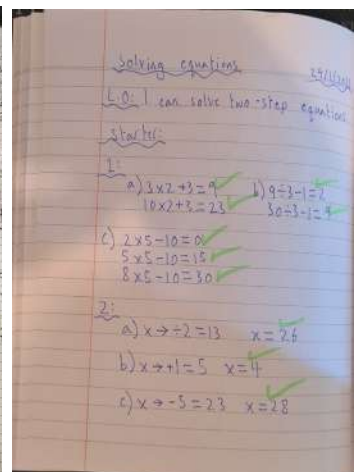 Solving equations
L.O: I can solve two-step equations
Starter:
1:
a) 3x2+3=9 b) 9÷3-1=2
10x2+3=23 30÷3-1=9
c) 2x5-10=0
5x5-10=15
8x5-10=30
2:
a) x→÷2=13 x=26
b) x→+1=5 x=4
c) x→-5=23 x=28